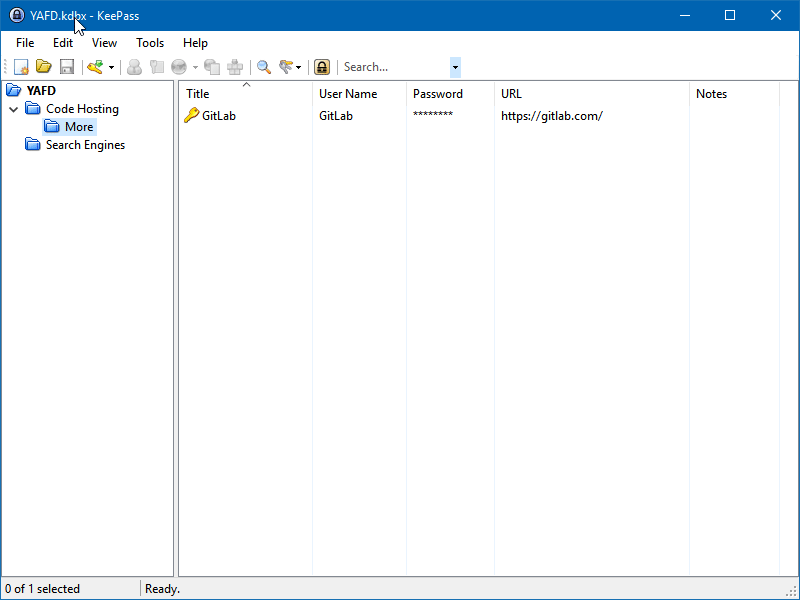 YAFD.kdbx - KeePass
File Edit View Tools Help
Search...
YAFD
Code Hosting
More
Search Engines
Title User Name Password URL Notes
GitLab GitLab ******** https://gitlab.com/
0 of 1 selected Ready.